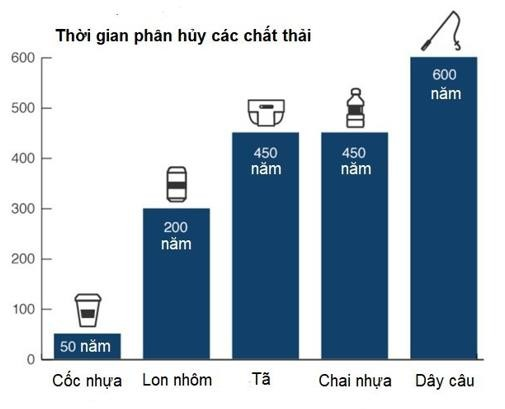 Thời gian phân hủy các chất thải
600
500
400
300
200
100
0
50 năm
200
năm
450
năm
450
năm
600
năm
Cốc nhựa
Lon nhôm
Tã
Chai nhựa
Dây câu